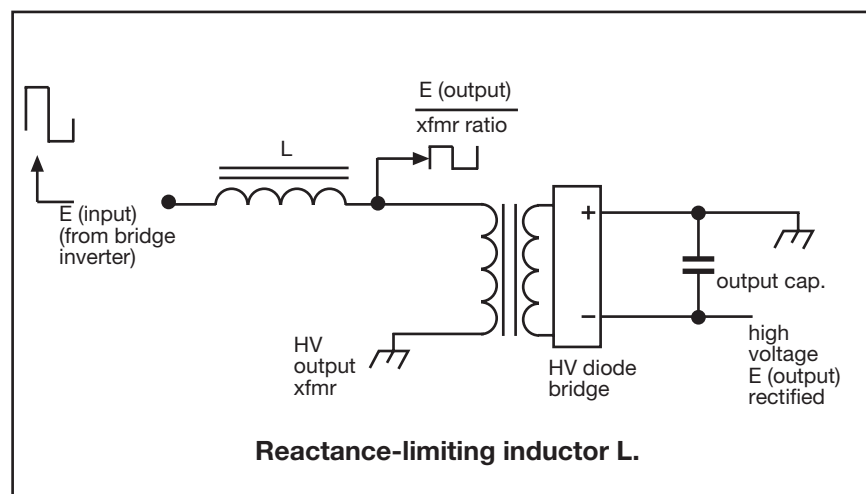 E (output)
xfmr ratio
L
E (input)
(from bridge
inverter)
+
output cap.
−
HV
output
xfmr
HV diode
bridge
high
voltage
E (output)
rectified
Reactance-limiting inductor L.